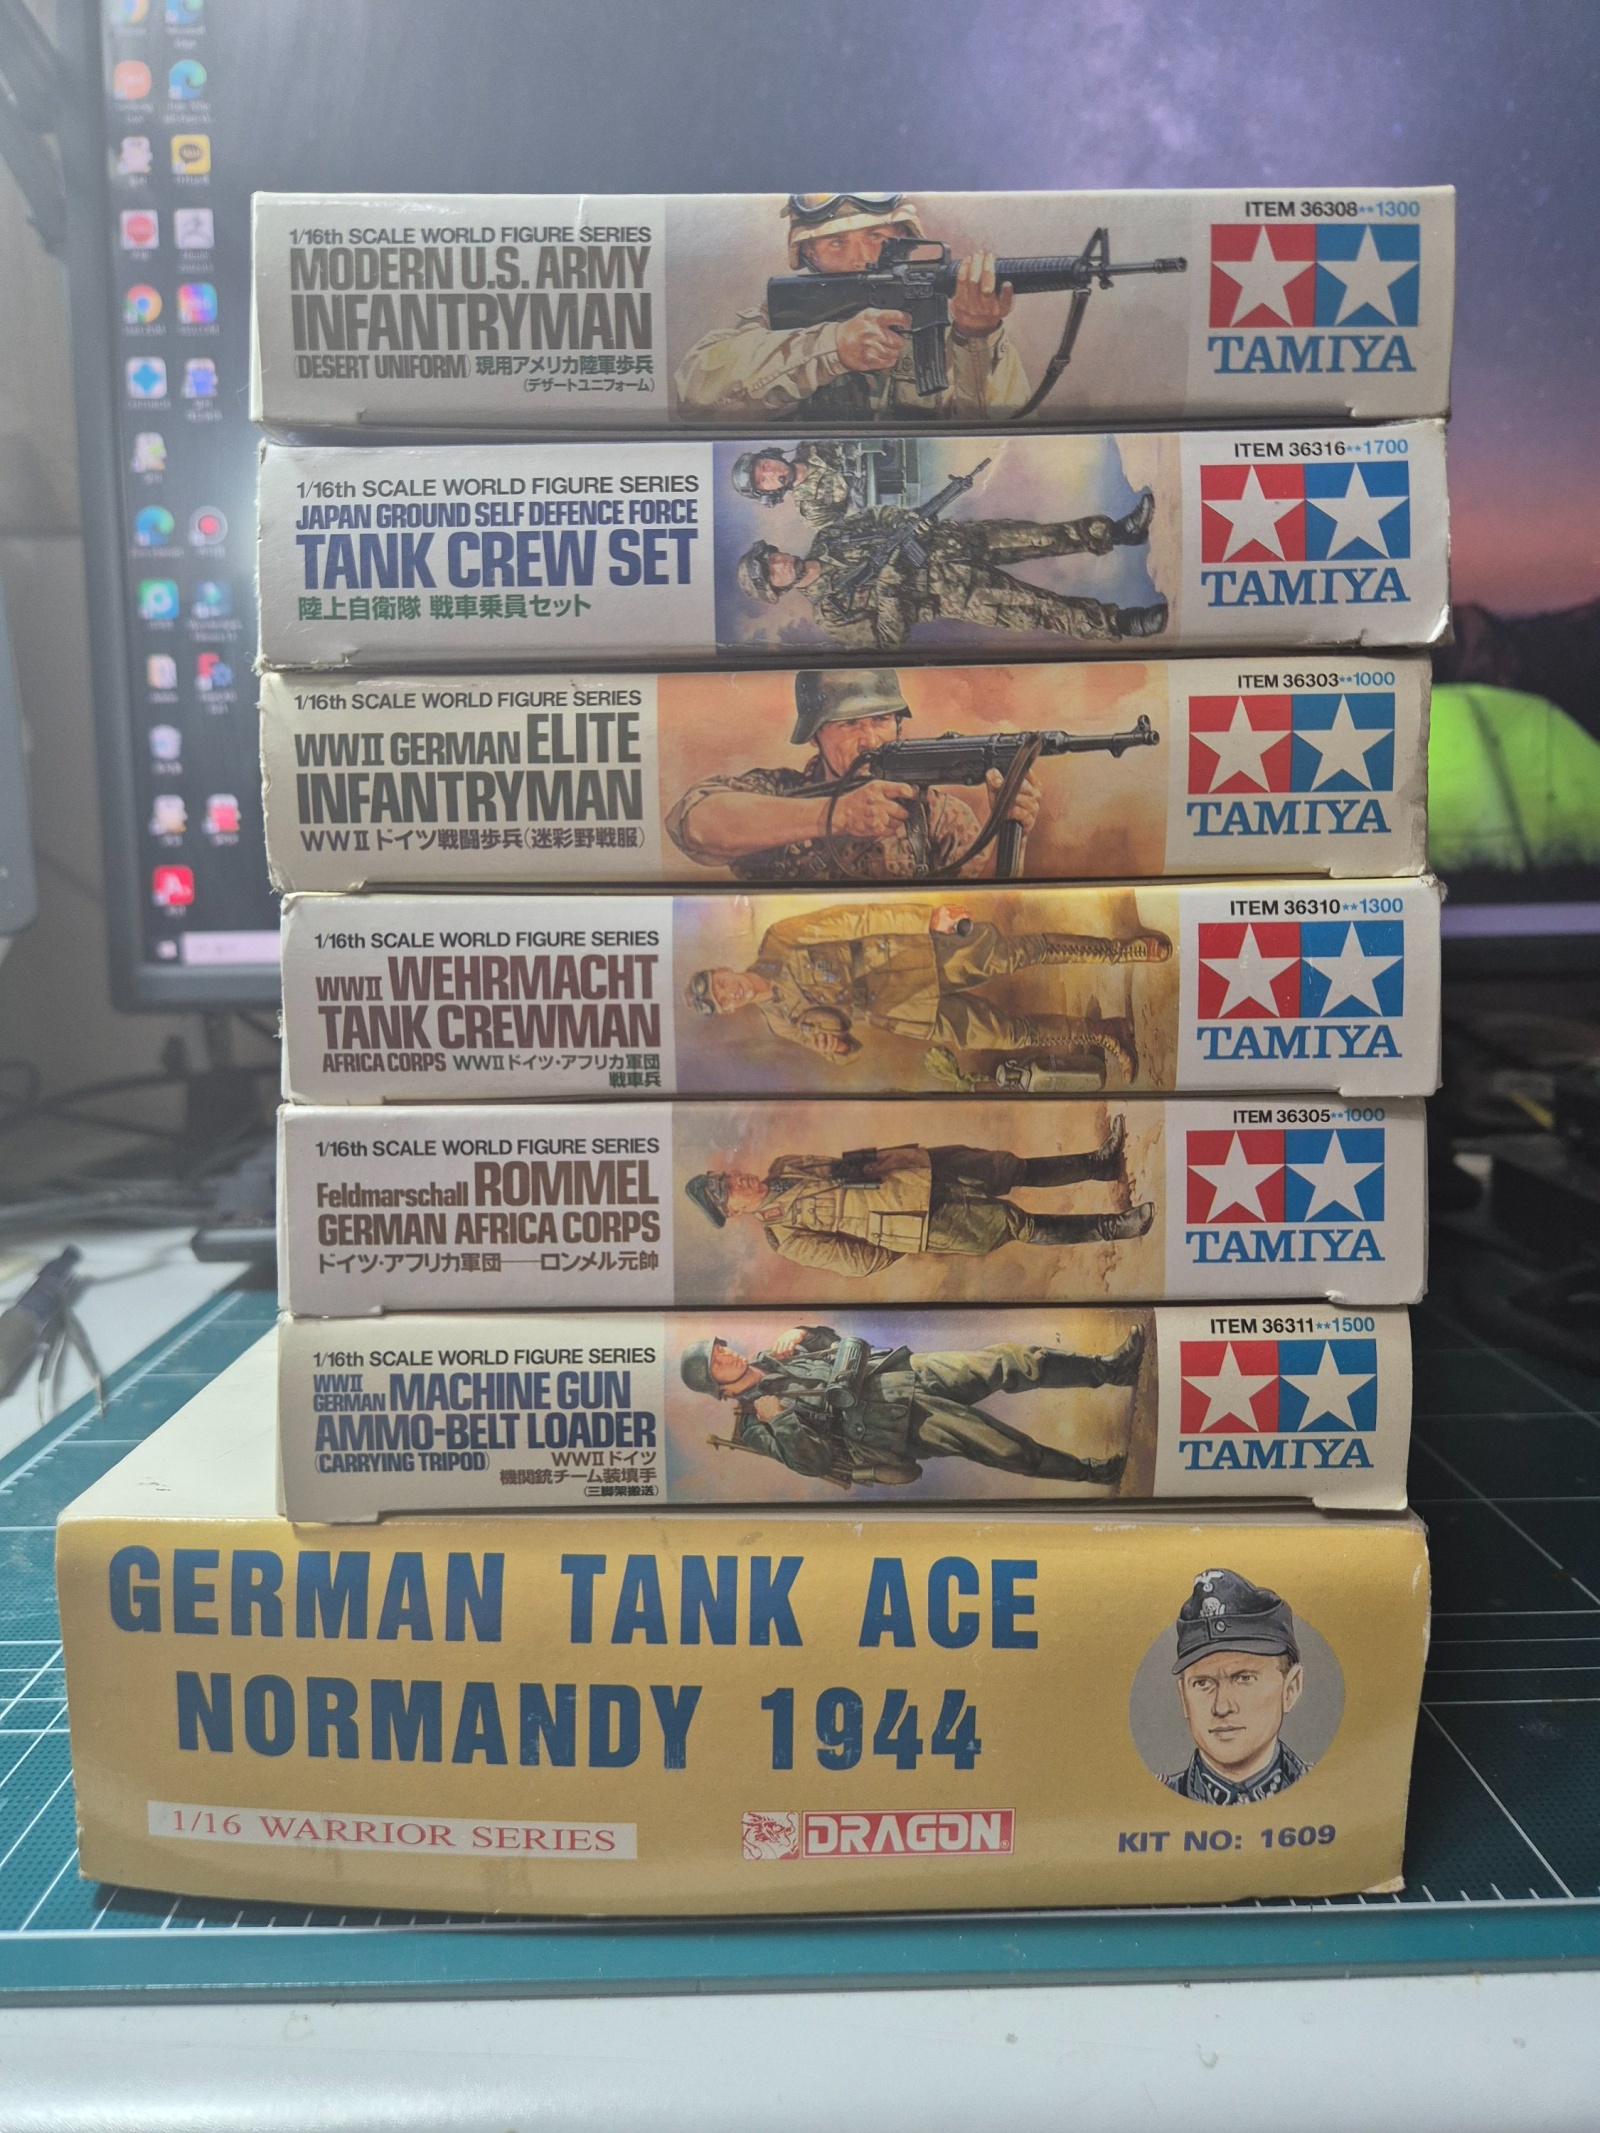 1/16th SCALE WORLD FIGURE SERIES
MODERN U.S. ARMY
INFANTRYMAN
(DESERT UNIFORM) 現用アメリカ陸軍歩兵
(デザートユニフォーム)
ITEM 36308**1300
TAMIYA
1/16th SCALE WORLD FIGURE SERIES
JAPAN GROUND SELF DEFENCE FORCE
TANK CREW SET
陸上自衛隊 戦車乗員セット
ITEM 36316**1700
TAMIYA
1/16th SCALE WORLD FIGURE SERIES
WWII GERMAN ELITE
INFANTRYMAN
WWII ドイツ戦闘歩兵(迷彩野戦服)
ITEM 36303**1000
TAMIYA
1/16th SCALE WORLD FIGURE SERIES
WWII WEHRMACHT
TANK CREWMAN
AFRICA CORPS WWII ドイツ・アフリカ軍団
戦車兵
ITEM 36310**1300
TAMIYA
1/16th SCALE WORLD FIGURE SERIES
Feldmarschall ROMMEL
GERMAN AFRICA CORPS
ドイツ・アフリカ軍団——ロンメル元帥
ITEM 36305**1000
TAMIYA
1/16th SCALE WORLD FIGURE SERIES
WWII
GERMAN MACHINE GUN
AMMO-BELT LOADER
(CARRYING TRIPOD) WWII ドイツ
機関銃チーム装填手
(三脚架搬送)
ITEM 36311**1500
TAMIYA
GERMAN TANK ACE
NORMANDY 1944
1/16 WARRIOR SERIES
DRAGON
KIT NO: 1609